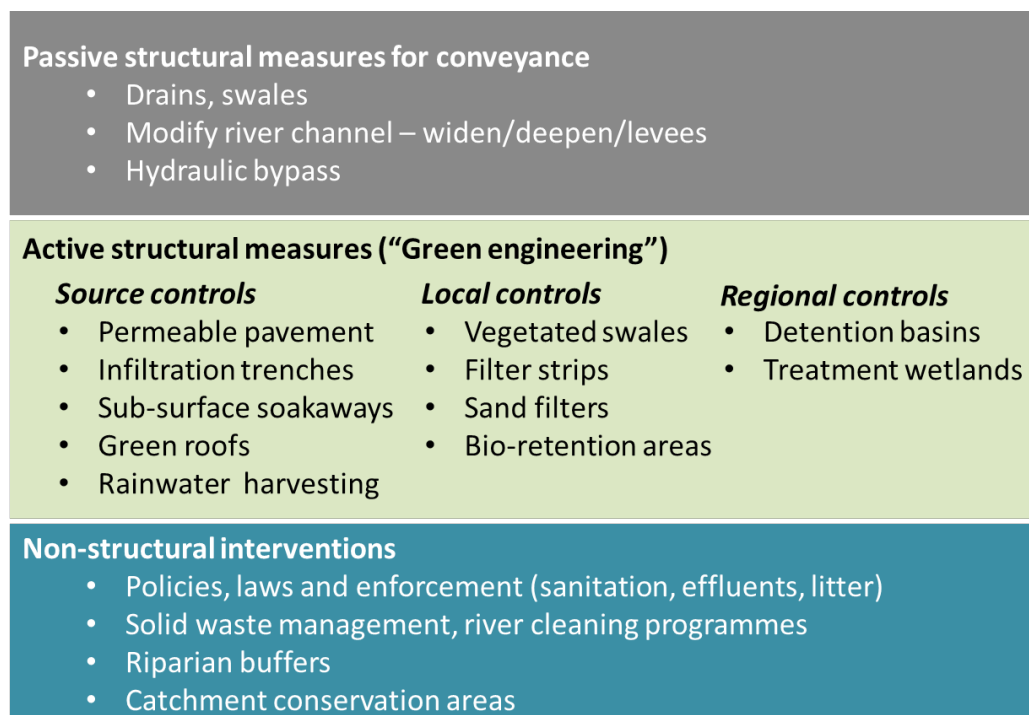 Passive structural measures for conveyance
• Drains, swales
• Modify river channel – widen/deepen/levees
• Hydraulic bypass
Active structural measures (“Green engineering”)
Source controls
• Permeable pavement
• Infiltration trenches
• Sub-surface soakaways
• Green roofs
• Rainwater harvesting
Local controls
• Vegetated swales
• Filter strips
• Sand filters
• Bio-retention areas
Regional controls
• Detention basins
• Treatment wetlands
Non-structural interventions
• Policies, laws and enforcement (sanitation, effluents, litter)
• Solid waste management, river cleaning programmes
• Riparian buffers
• Catchment conservation areas